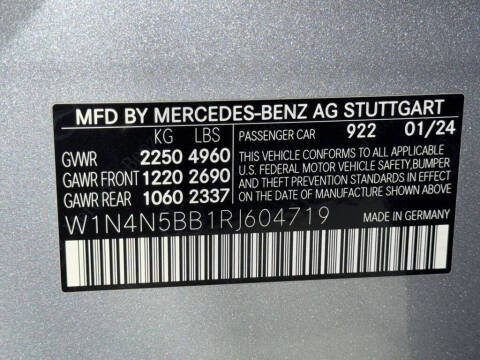 MFD BY MERCEDES-BENZ AG STUTTGART
KG LBS PASSENGER CAR 922 01/24
GVWR 2250 4960
GAWR FRONT 1220 2690
GAWR REAR 1060 2337
THIS VEHICLE CONFORMS TO ALL APPLICABLE
U.S. FEDERAL MOTOR VEHICLE SAFETY, BUMPER
AND THEFT PREVENTION STANDARDS IN EFFECT
ON THE DATE OF MANUFACTURE SHOWN ABOVE.
W1N4N5BB1RJ604719 MADE IN GERMANY